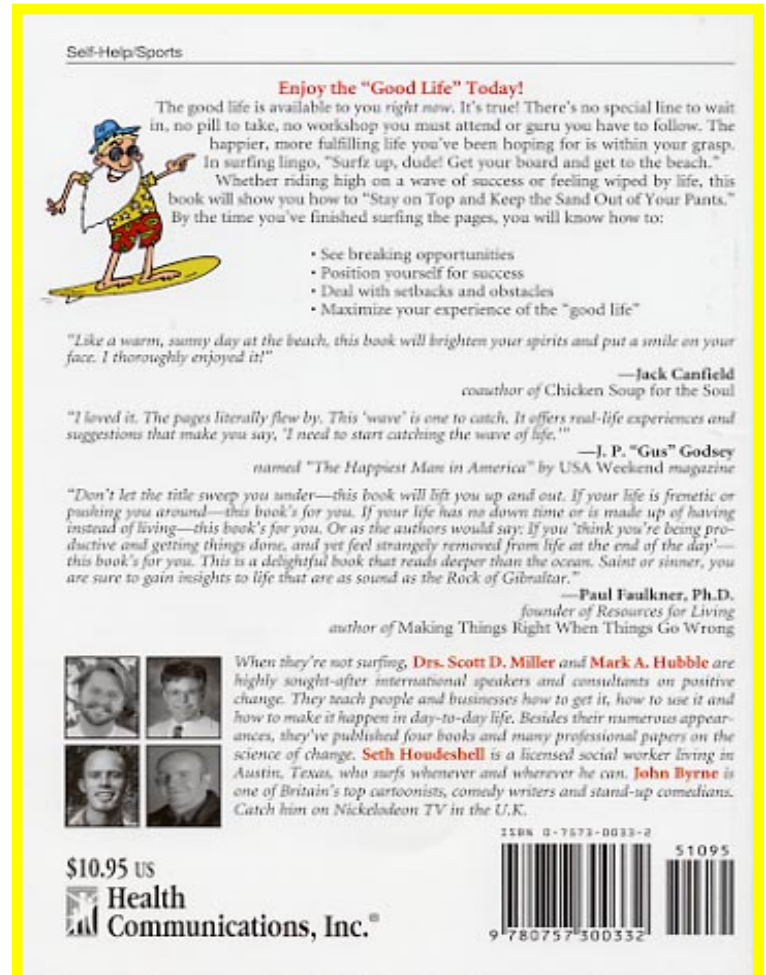 Self-Help/Sports
Enjoy the “Good Life” Today!
The good life is available to you right now. It’s true! There’s no special line to wait
in, no pill to take, no workshop you must attend or guru you have to follow. The
happier, more fulfilling life you’ve been hoping for is within your grasp.
In surfing lingo, “Surfz up, dude! Get your board and get to the beach.”
Whether riding high on a wave of success or feeling wiped by life, this
book will show you how to “Stay on Top and Keep the Sand Out of Your Pants.”
By the time you’ve finished surfing the pages, you will know how to:
• See breaking opportunities
• Position yourself for success
• Deal with setbacks and obstacles
• Maximize your experience of the “good life”
“Like a warm, sunny day at the beach, this book will brighten your spirits and put a smile on your
face. I thoroughly enjoyed it!”
—Jack Canfield
coauthor of Chicken Soup for the Soul
“I loved it. The pages literally flew by. This ‘wave’ is one to catch. It offers real-life experiences and
suggestions that make you say, ‘I need to start catching the wave of life.’”
—J. P. “Gus” Godsey
named “The Happiest Man in America” by USA Weekend magazine
“Don’t let the title sweep you under—this book will lift you up and out. If your life is frenetic or
pushing you around—this book’s for you. If your life has no down time or is made up of having
instead of living—this book’s for you. Or as the authors would say: If you ‘think you’re being pro-
ductive and getting things done, and yet feel strangely removed from life at the end of the day’—
this book’s for you. This is a delightful book that reads deeper than the ocean. Saint or sinner, you
are sure to gain insights to life that are as sound as the Rock of Gibraltar.”
—Paul Faulkner, Ph.D.
founder of Resources for Living
author of Making Things Right When Things Go Wrong
When they’re not surfing, Drs. Scott D. Miller and Mark A. Hubble are
highly sought-after international speakers and consultants on positive
change. They teach people and businesses how to get it, how to use it and
how to make it happen in day-to-day life. Besides their numerous appear-
ances, they’ve published four books and many professional papers on the
science of change. Seth Houdeshell is a licensed social worker living in
Austin, Texas, who surfs whenever and wherever he can. John Byrne is
one of Britain’s top cartoonists, comedy writers and stand-up comedians.
Catch him on Nickelodeon TV in the U.K.
ISBN 0-7573-0033-2
51095
9 780757 300332
$10.95 US
Health
Communications, Inc.®